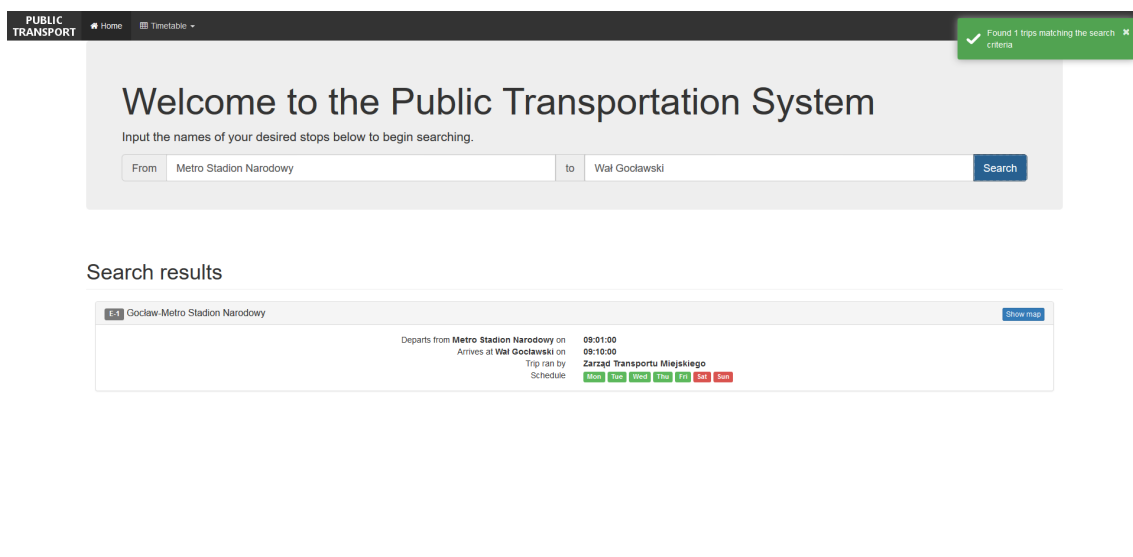 PUBLIC
TRANSPORT
Home
Timetable
Found 1 trips matching the search
criteria
Welcome to the Public Transportation System
Input the names of your desired stops below to begin searching.
From Metro Stadion Narodowy to Wał Gocławski Search
Search results
E-1 Gocław-Metro Stadion Narodowy Show map
Departs from Metro Stadion Narodowy on 09:01:00
Arrives at Wał Gocławski on 09:10:00
Trip ran by Zarząd Transportu Miejskiego
Schedule Mon Tue Wed Thu Fri Sat Sun